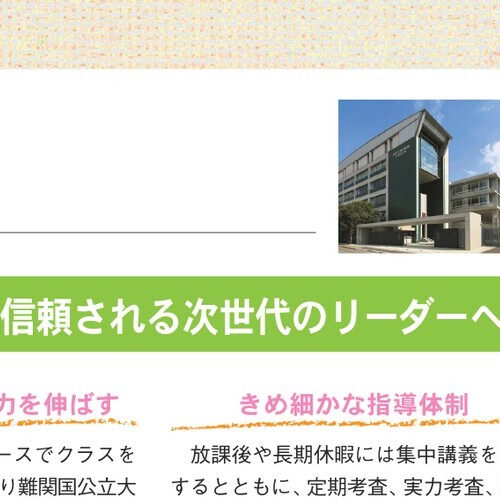 信頼される次世代のリーダーへ
力を伸ばす
ースでクラスを
り難関国公立大
きめ細かな指導体制
放課後や長期休暇には集中講義を
するとともに、定期考査、実力考査、